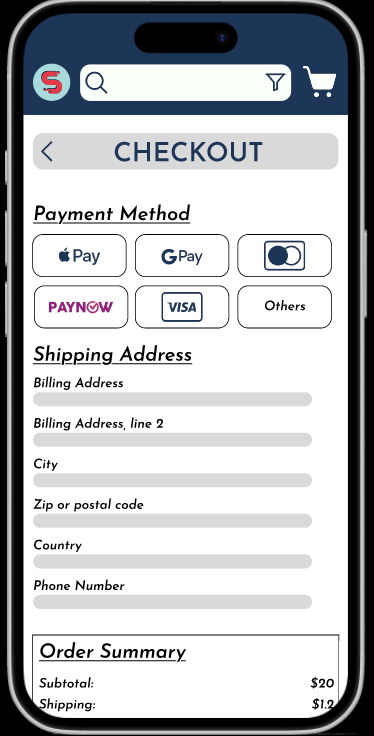 S
CHECKOUT
Payment Method
Pay
G Pay
PAYNOW
VISA
Others
Shipping Address
Billing Address
Billing Address, line 2
City
Zip or postal code
Country
Phone Number
Order Summary
Subtotal: $20
Shipping: $1.2